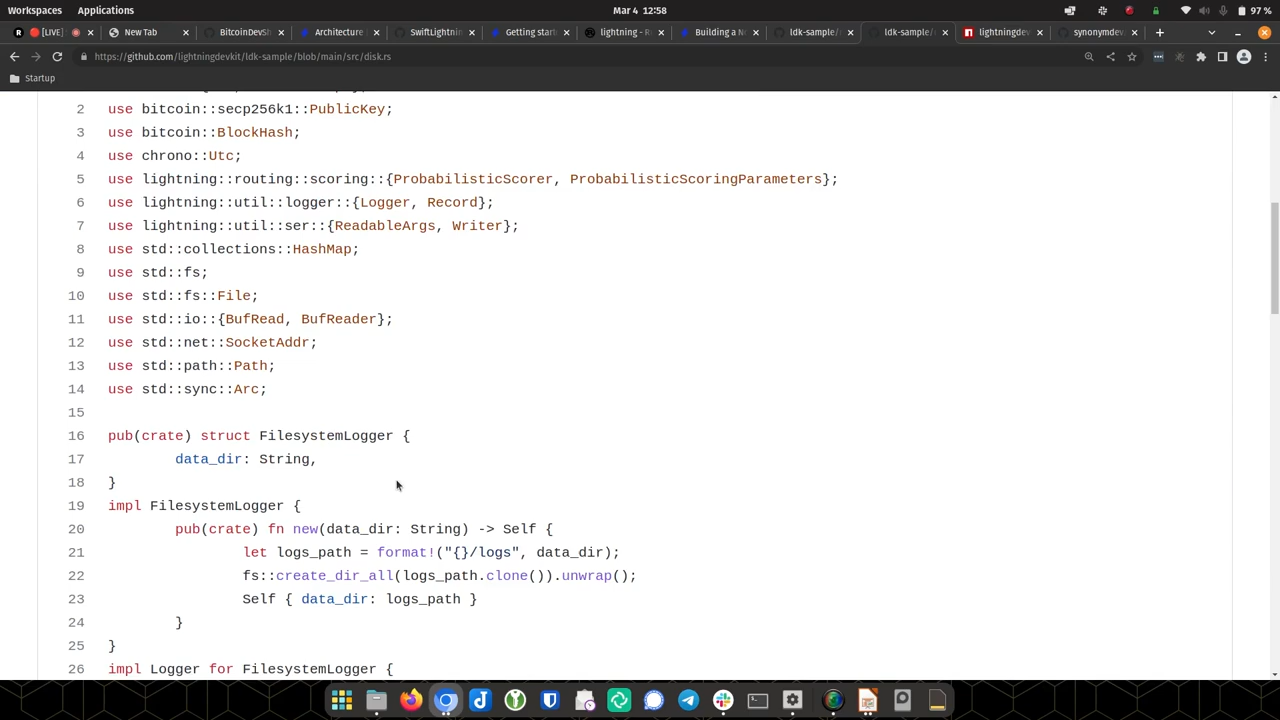 Workspaces Applications Mar 4 12:58 97 %
[LIVE] New Tab BitcoinDevSh Architecture SwiftLightnin Getting start lightning - R Building a No ldk-sample/ ldk-sample/ lightningdev synonymdev
https://github.com/lightningdevkit/ldk-sample/blob/main/src/disk.rs
Startup
2 use bitcoin::secp256k1::PublicKey;
3 use bitcoin::BlockHash;
4 use chrono::Utc;
5 use lightning::routing::scoring::{ProbabilisticScorer, ProbabilisticScoringParameters};
6 use lightning::util::logger::{Logger, Record};
7 use lightning::util::ser::{ReadableArgs, Writer};
8 use std::collections::HashMap;
9 use std::fs;
10 use std::fs::File;
11 use std::io::{BufRead, BufReader};
12 use std::net::SocketAddr;
13 use std::path::Path;
14 use std::sync::Arc;
15
16 pub(crate) struct FilesystemLogger {
17 data_dir: String,
18 }
19 impl FilesystemLogger {
20 pub(crate) fn new(data_dir: String) -> Self {
21 let logs_path = format!("{}/logs", data_dir);
22 fs::create_dir_all(logs_path.clone()).unwrap();
23 Self { data_dir: logs_path }
24 }
25 }
26 impl Logger for FilesystemLogger {